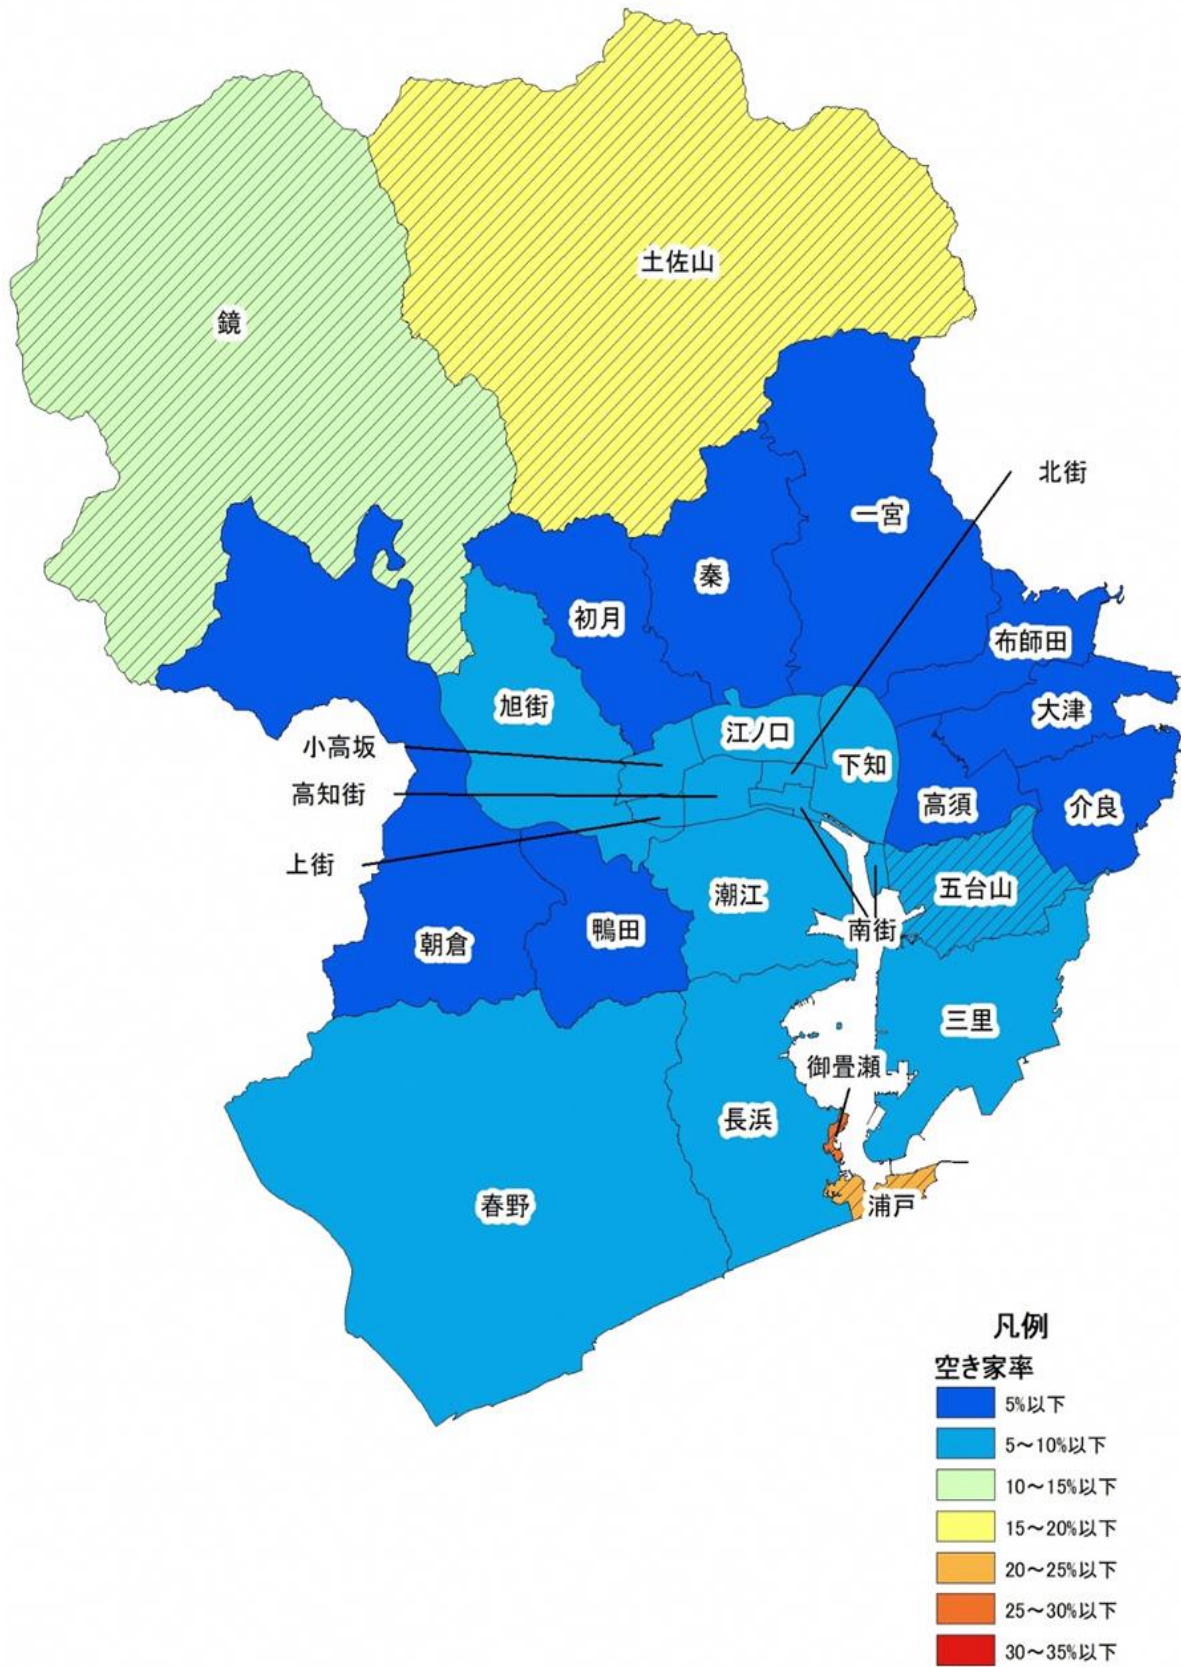 土佐山
鏡
北街
一宮
秦
初月
布師田
旭街
大津
江ノ口
小高坂
下知
高知街
高須
介良
上街
潮江
五台山
鴨田
南街
朝倉
三里
御畳瀬
長浜
春野
浦戸
凡例
空き家率
5%以下
5～10%以下
10～15%以下
15～20%以下
20～25%以下
25～30%以下
30～35%以下